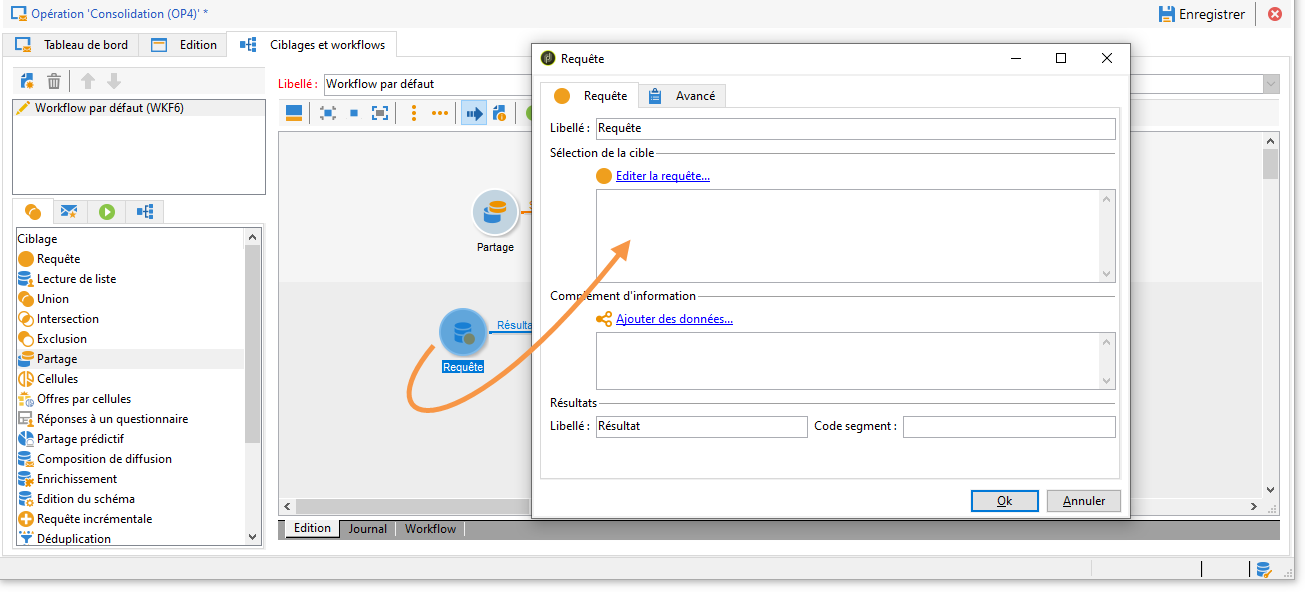 Opération 'Consolidation (OP4)' *
Enregistrer
Tableau de bord
Edition
Ciblages et workflows
Libellé :
Workflow par défaut
Workflow par défaut (WKF6)
Ciblage
Requête
Lecture de liste
Union
Intersection
Exclusion
Partage
Cellules
Offres par cellules
Réponses à un questionnaire
Partage prédictif
Composition de diffusion
Enrichissement
Edition du schéma
Requête incrémentale
Déduplication
Partage
Requête
Résulta
Edition
Journal
Workflow
Requête
Requête
Avancé
Libellé :
Requête
Sélection de la cible
Editer la requête...
Complément d'information
Ajouter des données...
Résultats
Libellé :
Résultat
Code segment :
Ok
Annuler